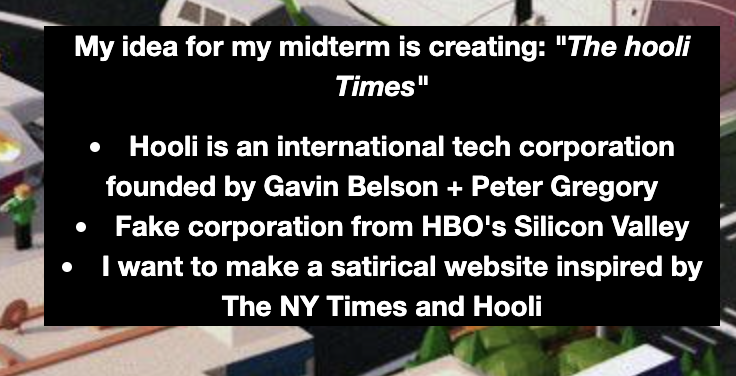 My idea for my midterm is creating: "The hooli
Times"
• Hooli is an international tech corporation
founded by Gavin Belson + Peter Gregory
• Fake corporation from HBO's Silicon Valley
• I want to make a satirical website inspired by
The NY Times and Hooli